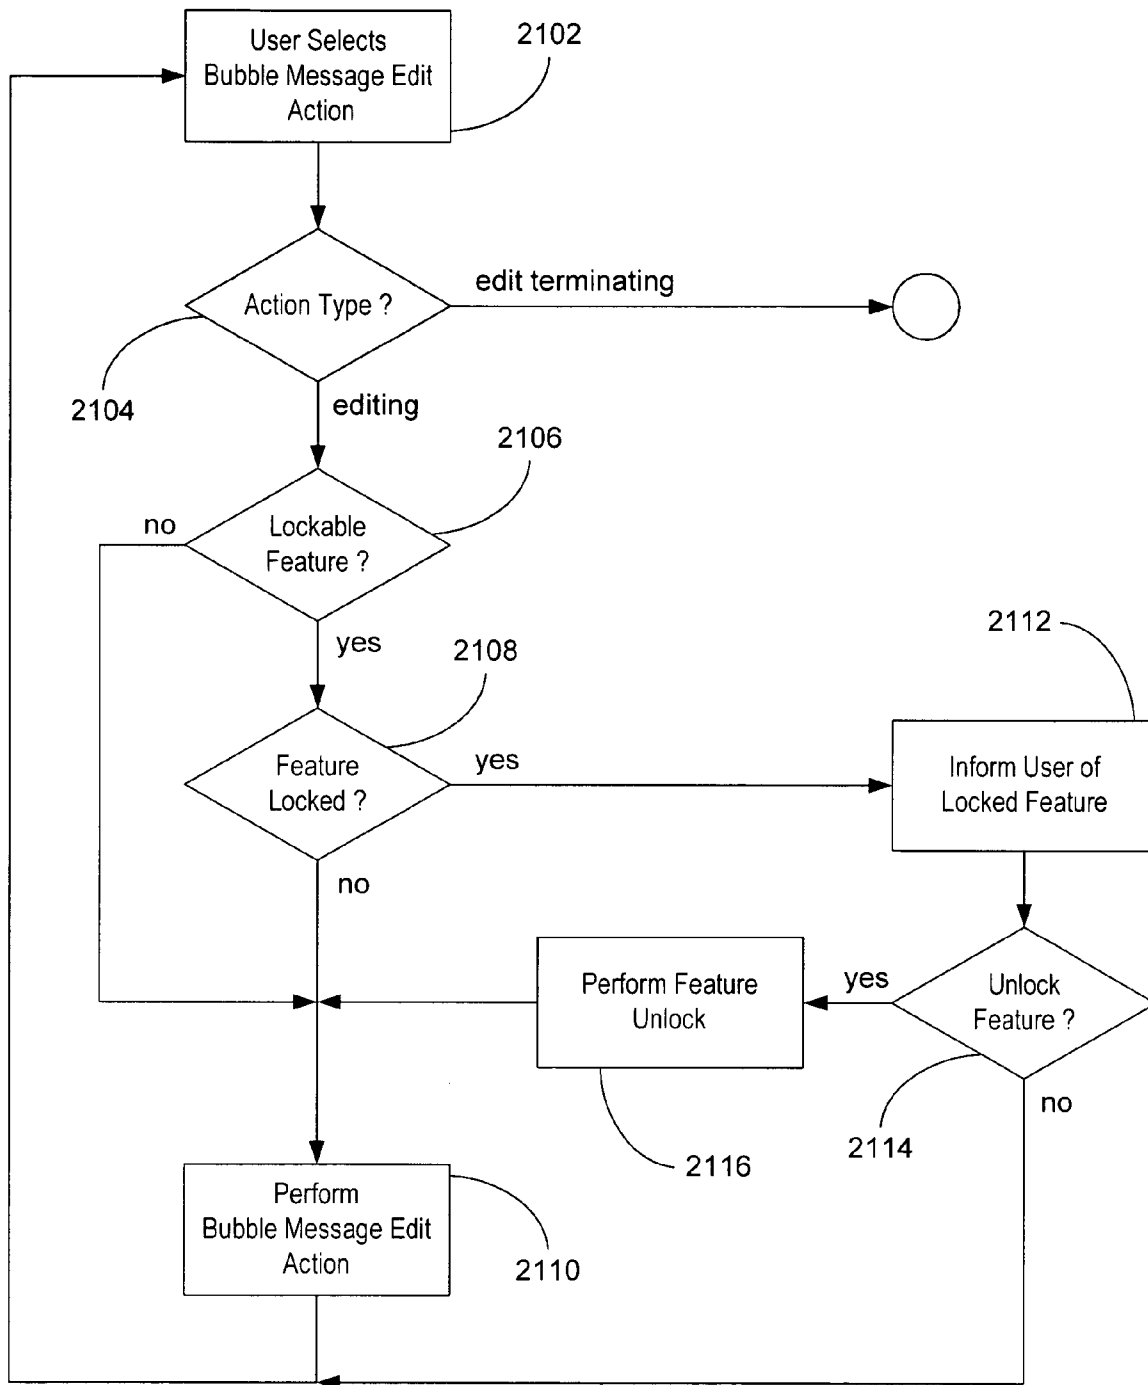 User Selects
Bubble Message Edit
Action
2102
Action Type ?
edit terminating
2104
editing
2106
no
Lockable
Feature ?
yes
2108
2112
Feature
Locked ?
yes
Inform User of
Locked Feature
no
Perform Feature
Unlock
yes
Unlock
Feature ?
no
2116
2114
Perform
Bubble Message Edit
Action
2110